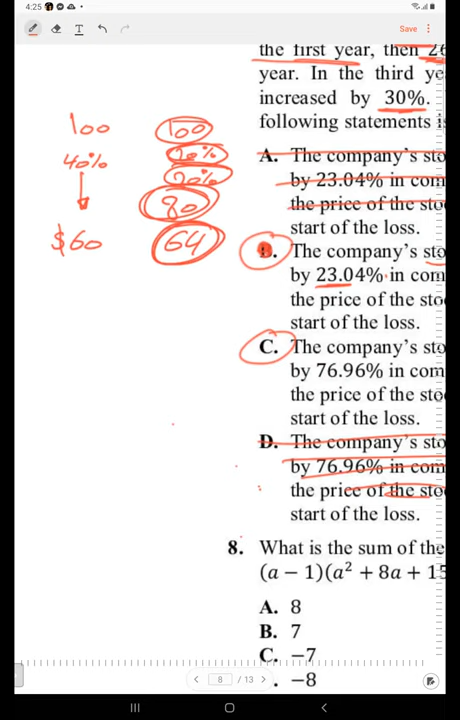 4:25
Save
T
the first year, then 26
year. In the third ye
increased by 30%.
following statements i
100
100
40%
20%
20%
80
$60
64
A. The company's sto
by 23.04% in com
the price of the sto
start of the loss.
B. The company's sto
by 23.04% in com
the price of the sto
start of the loss.
C. The company's sto
by 76.96% in com
the price of the sto
start of the loss.
D. The company's sto
by 76.96% in com
the price of the sto
start of the loss.
8. What is the sum of the
(a − 1)(a² + 8a + 15
A. 8
B. 7
C. −7
. −8
8 / 13